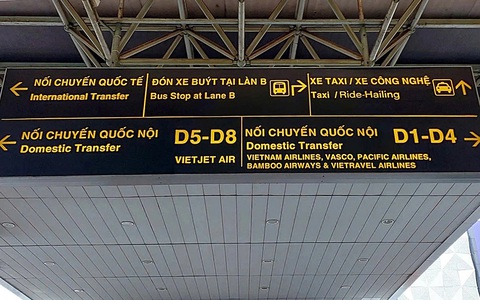 NỐI CHUYẾN QUỐC TẾ
International Transfer
ĐÓN XE BUÝT TẠI LÀN B
Bus Stop at Lane B
XE TAXI / XE CÔNG NGHỆ
Taxi / Ride-Hailing
NỐI CHUYẾN QUỐC NỘI
Domestic Transfer
D5-D8
VIETJET AIR
NỐI CHUYẾN QUỐC NỘI
Domestic Transfer
D1-D4
VIETNAM AIRLINES, VASCO, PACIFIC AIRLINES,
BAMBOO AIRWAYS & VIETRAVEL AIRLINES